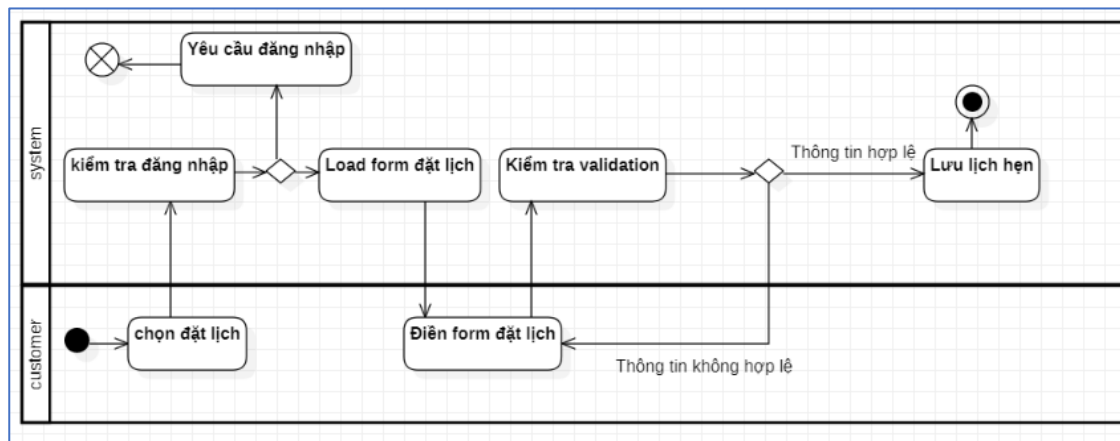 system
Yêu cầu đăng nhập
kiểm tra đăng nhập
Load form đặt lịch
Kiểm tra validation
Thông tin hợp lệ
Lưu lịch hẹn
customer
chọn đặt lịch
Điền form đặt lịch
Thông tin không hợp lệ